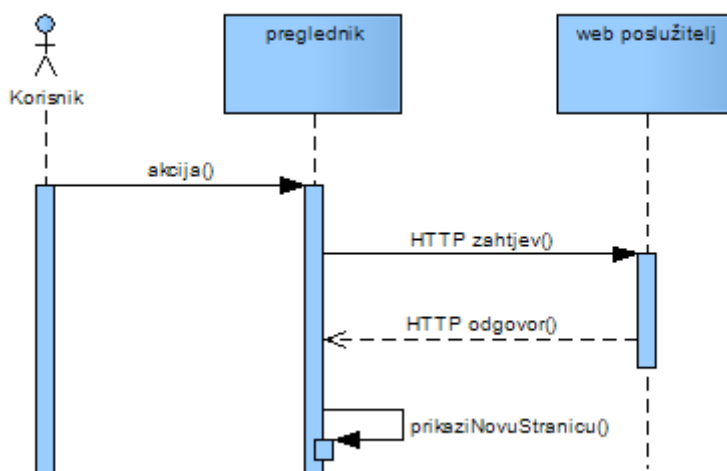 preglednik
web poslužitelj
Korisnik
akcija()
HTTP zahtjev()
HTTP odgovor()
prikaziNovuStranicu()